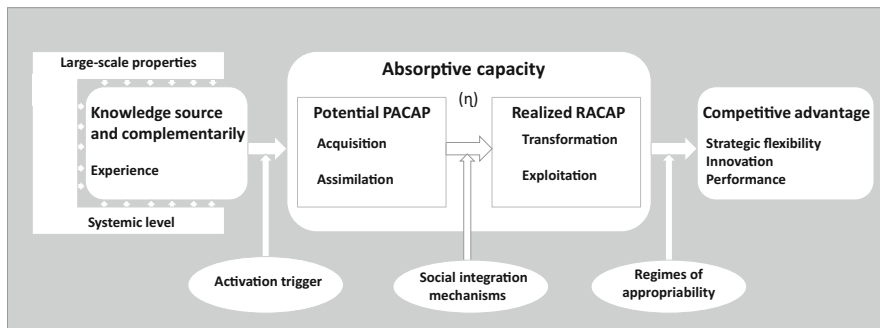 Large-scale properties
Knowledge source
and complementarily
Experience
Systemic level
Absorptive capacity
(η)
Potential PACAP
Acquisition
Assimilation
Realized RACAP
Transformation
Exploitation
Competitive advantage
Strategic flexibility
Innovation
Performance
Activation trigger
Social integration
mechanisms
Regimes of
appropriability